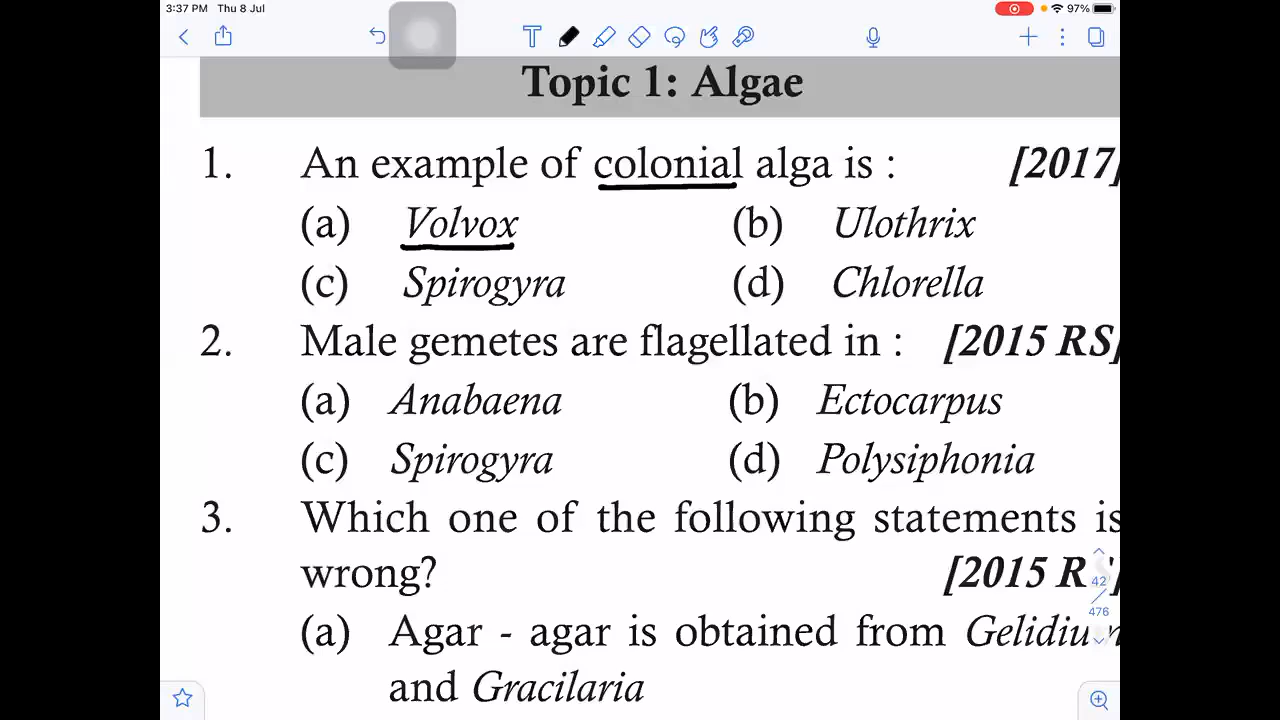 3:37 PM Thu 8 Jul 97%
Topic 1: Algae
1. An example of colonial alga is : [2017]
(a) Volvox (b) Ulothrix
(c) Spirogyra (d) Chlorella
2. Male gemetes are flagellated in : [2015 RS]
(a) Anabaena (b) Ectocarpus
(c) Spirogyra (d) Polysiphonia
3. Which one of the following statements is
wrong? [2015 RS]
42
476
(a) Agar - agar is obtained from Gelidium
and Gracilaria